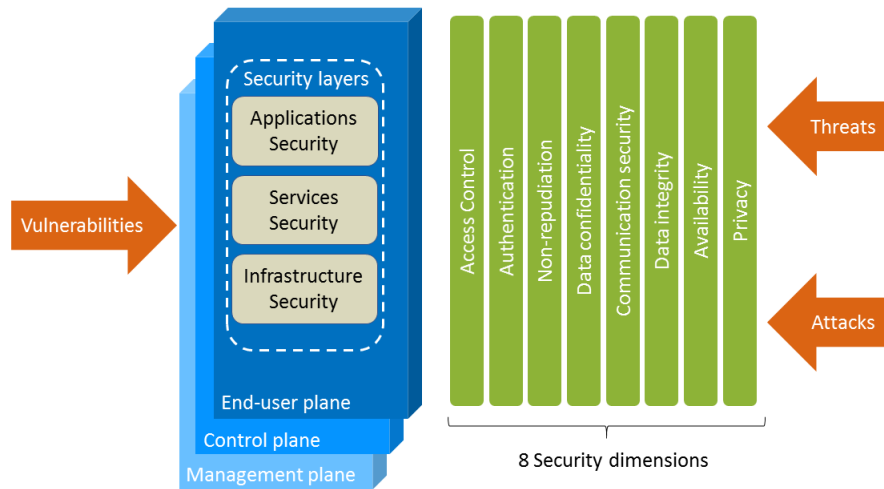 Security layers
Applications
Security
Services
Security
Infrastructure
Security
End-user plane
Control plane
Management plane
Vulnerabilities
Access Control
Authentication
Non-repudiation
Data confidentiality
Communication security
Data integrity
Availability
Privacy
8 Security dimensions
Threats
Attacks